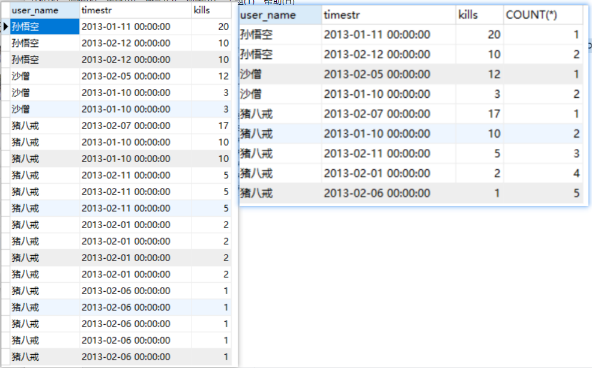 user_name timestr kills
孙悟空 2013-01-11 00:00:00 20
孙悟空 2013-02-12 00:00:00 10
孙悟空 2013-02-12 00:00:00 10
沙僧 2013-02-05 00:00:00 12
沙僧 2013-01-10 00:00:00 3
沙僧 2013-01-10 00:00:00 3
猪八戒 2013-02-07 00:00:00 17
猪八戒 2013-01-10 00:00:00 10
猪八戒 2013-01-10 00:00:00 10
猪八戒 2013-02-11 00:00:00 5
猪八戒 2013-02-11 00:00:00 5
猪八戒 2013-02-11 00:00:00 5
猪八戒 2013-02-01 00:00:00 2
猪八戒 2013-02-01 00:00:00 2
猪八戒 2013-02-01 00:00:00 2
猪八戒 2013-02-01 00:00:00 2
猪八戒 2013-02-06 00:00:00 1
猪八戒 2013-02-06 00:00:00 1
猪八戒 2013-02-06 00:00:00 1
猪八戒 2013-02-06 00:00:00 1
猪八戒 2013-02-06 00:00:00 1
user_name timestr kills COUNT(*)
孙悟空 2013-01-11 00:00:00 20 1
孙悟空 2013-02-12 00:00:00 10 2
沙僧 2013-02-05 00:00:00 12 1
沙僧 2013-01-10 00:00:00 3 2
猪八戒 2013-02-07 00:00:00 17 1
猪八戒 2013-01-10 00:00:00 10 2
猪八戒 2013-02-11 00:00:00 5 3
猪八戒 2013-02-01 00:00:00 2 4
猪八戒 2013-02-06 00:00:00 1 5